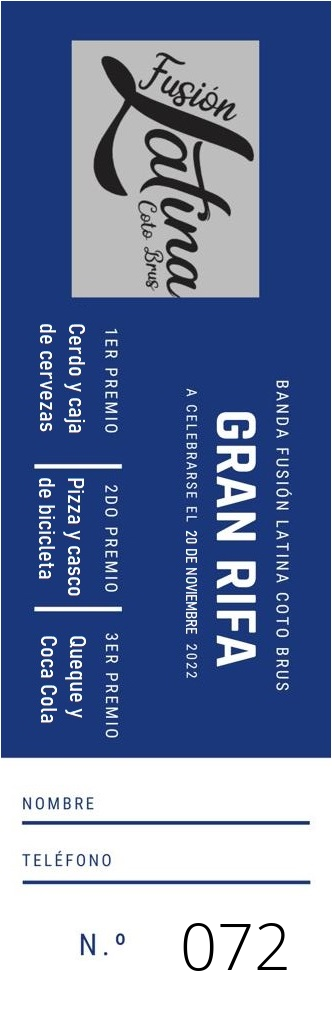 Fusión
Latina
Coto Brus
BANDA FUSIÓN LATINA COTO BRUS
GRAN RIFA
A CELEBRARSE EL 20 DE NOVIEMBRE 2022
1ER PREMIO
Cerdo y caja
de cervezas
2DO PREMIO
Pizza y casco
de bicicleta
3ER PREMIO
Queque y
Coca Cola
NOMBRE
TELÉFONO
N.º 072